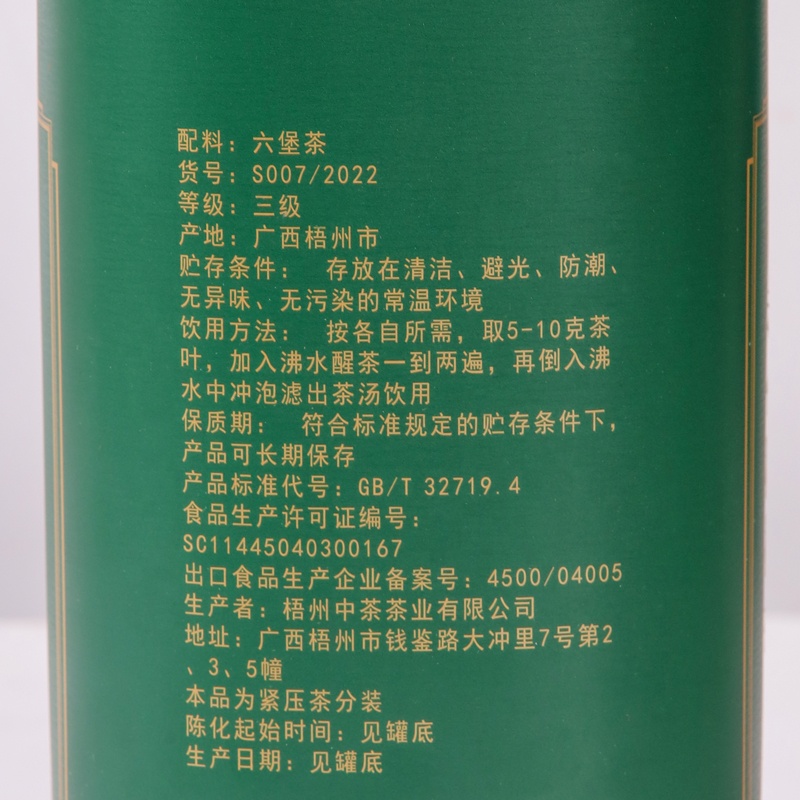 配料：六堡茶
货号：S007/2022
等级：三级
产地：广西梧州市
贮存条件： 存放在清洁、避光、防潮、
无异味、无污染的常温环境
饮用方法： 按各自所需，取5-10克茶
叶，加入沸水醒茶一到两遍，再倒入沸
水中冲泡滤出茶汤饮用
保质期： 符合标准规定的贮存条件下，
产品可长期保存
产品标准代号：GB/T 32719.4
食品生产许可证编号：
SC11445040300167
出口食品生产企业备案号：4500/04005
生产者：梧州中茶茶业有限公司
地址：广西梧州市钱鉴路大冲里7号第2
、3、5幢
本品为紧压茶分装
陈化起始时间：见罐底
生产日期：见罐底